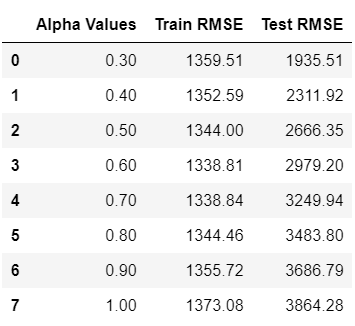 Alpha Values Train RMSE Test RMSE
0 0.30 1359.51 1935.51
1 0.40 1352.59 2311.92
2 0.50 1344.00 2666.35
3 0.60 1338.81 2979.20
4 0.70 1338.84 3249.94
5 0.80 1344.46 3483.80
6 0.90 1355.72 3686.79
7 1.00 1373.08 3864.28